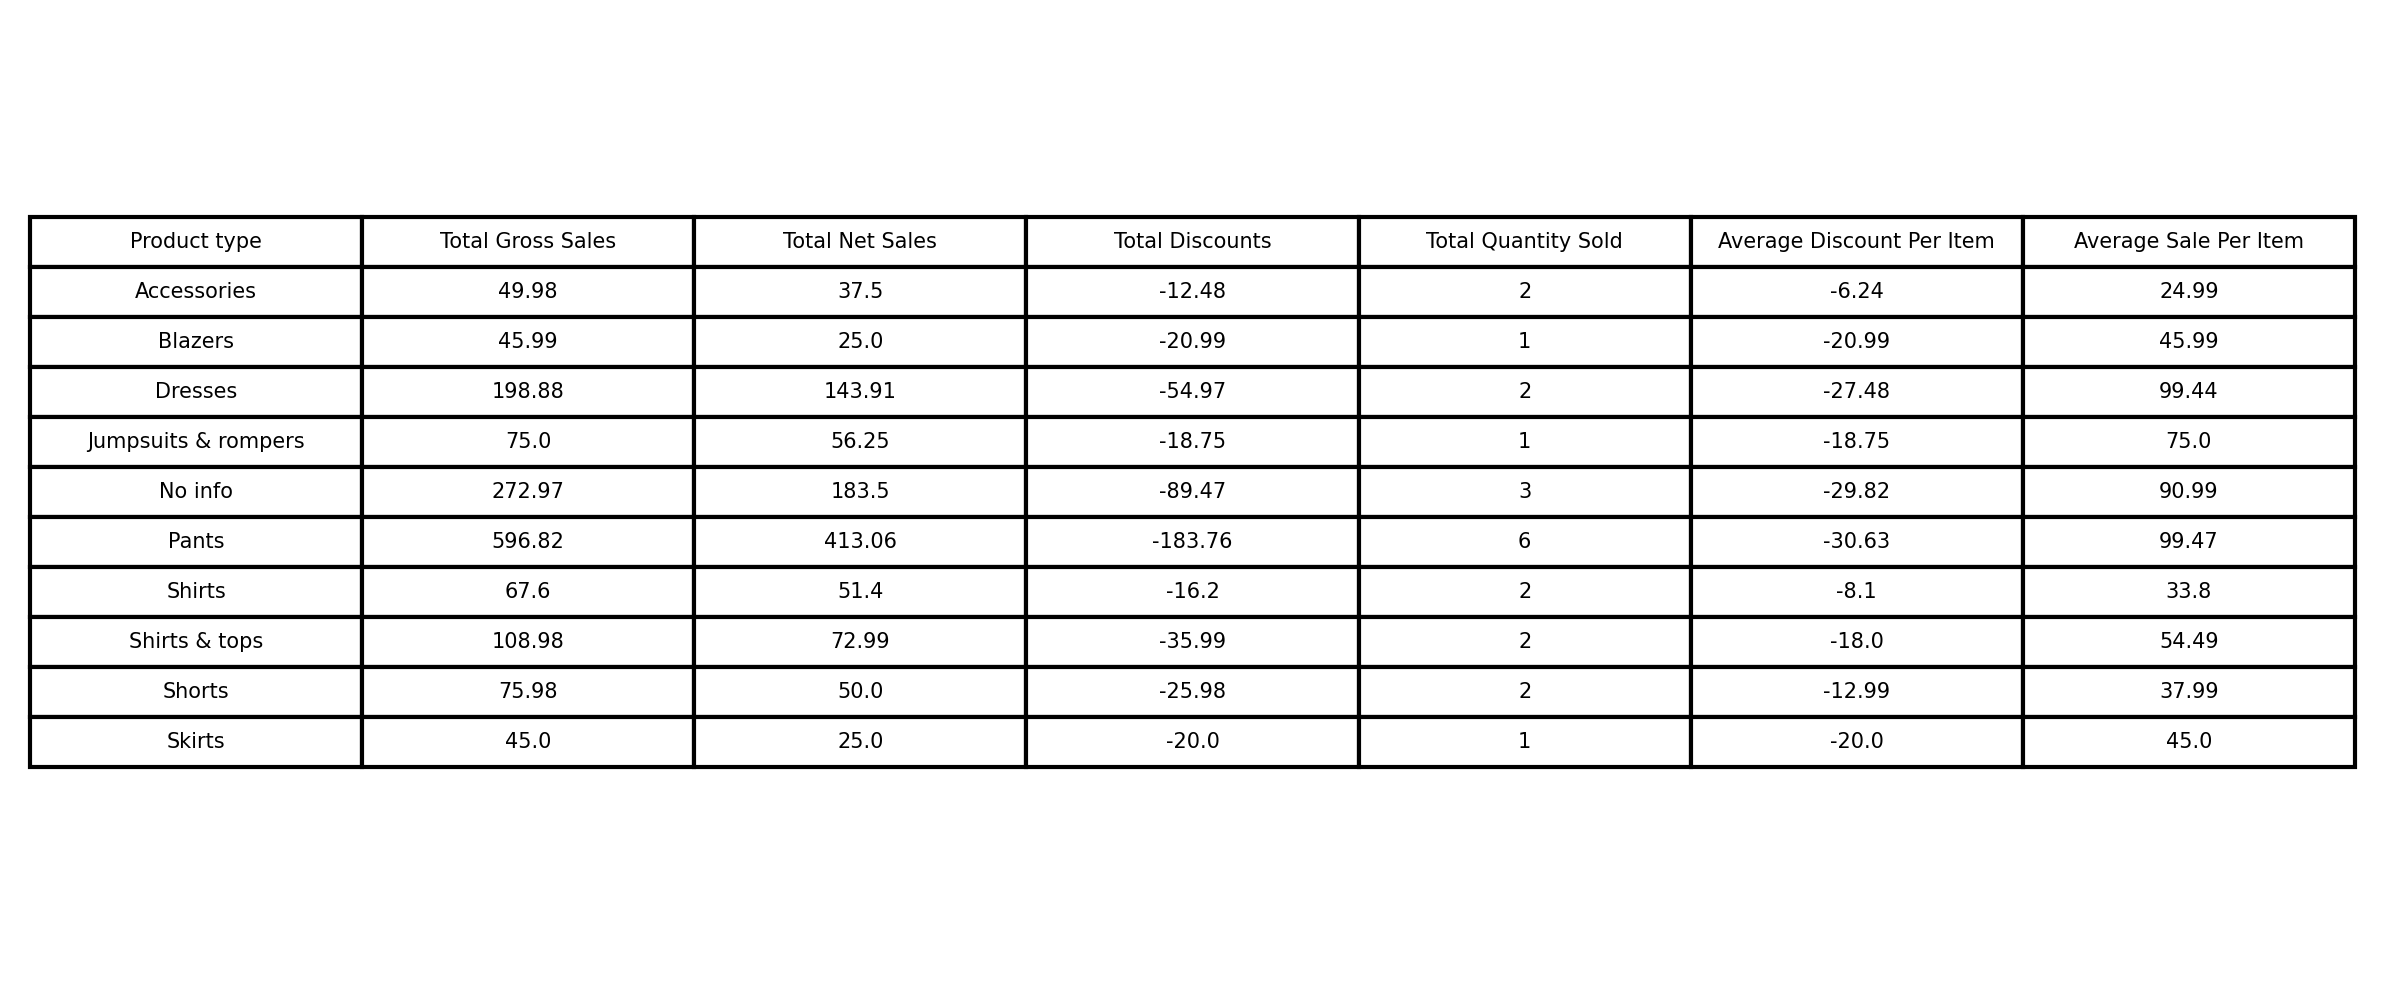 Product type Total Gross Sales Total Net Sales Total Discounts Total Quantity Sold Average Discount Per Item Average Sale Per Item
Accessories 49.98 37.5 -12.48 2 -6.24 24.99
Blazers 45.99 25.0 -20.99 1 -20.99 45.99
Dresses 198.88 143.91 -54.97 2 -27.48 99.44
Jumpsuits & rompers 75.0 56.25 -18.75 1 -18.75 75.0
No info 272.97 183.5 -89.47 3 -29.82 90.99
Pants 596.82 413.06 -183.76 6 -30.63 99.47
Shirts 67.6 51.4 -16.2 2 -8.1 33.8
Shirts & tops 108.98 72.99 -35.99 2 -18.0 54.49
Shorts 75.98 50.0 -25.98 2 -12.99 37.99
Skirts 45.0 25.0 -20.0 1 -20.0 45.0